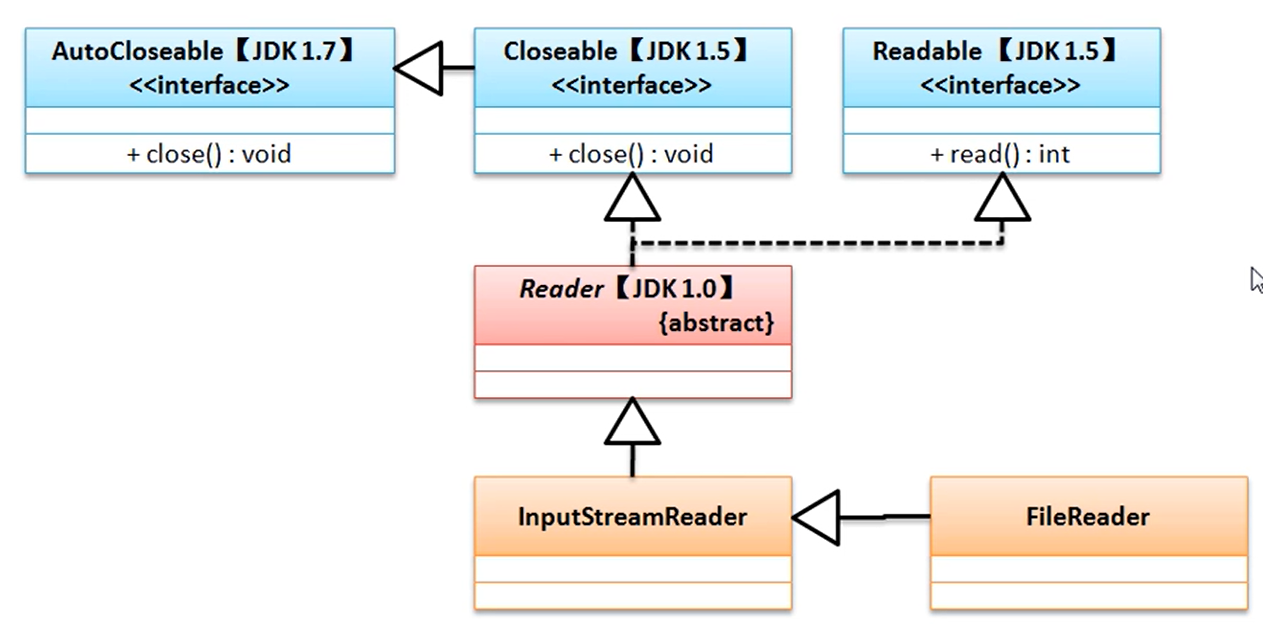 AutoCloseable【JDK 1.7】
<<interface>>
+ close() : void
Closeable【JDK 1.5】
<<interface>>
+ close() : void
Readable【JDK 1.5】
<<interface>>
+ read() : int
Reader【JDK 1.0】
{abstract}
InputStreamReader
FileReader